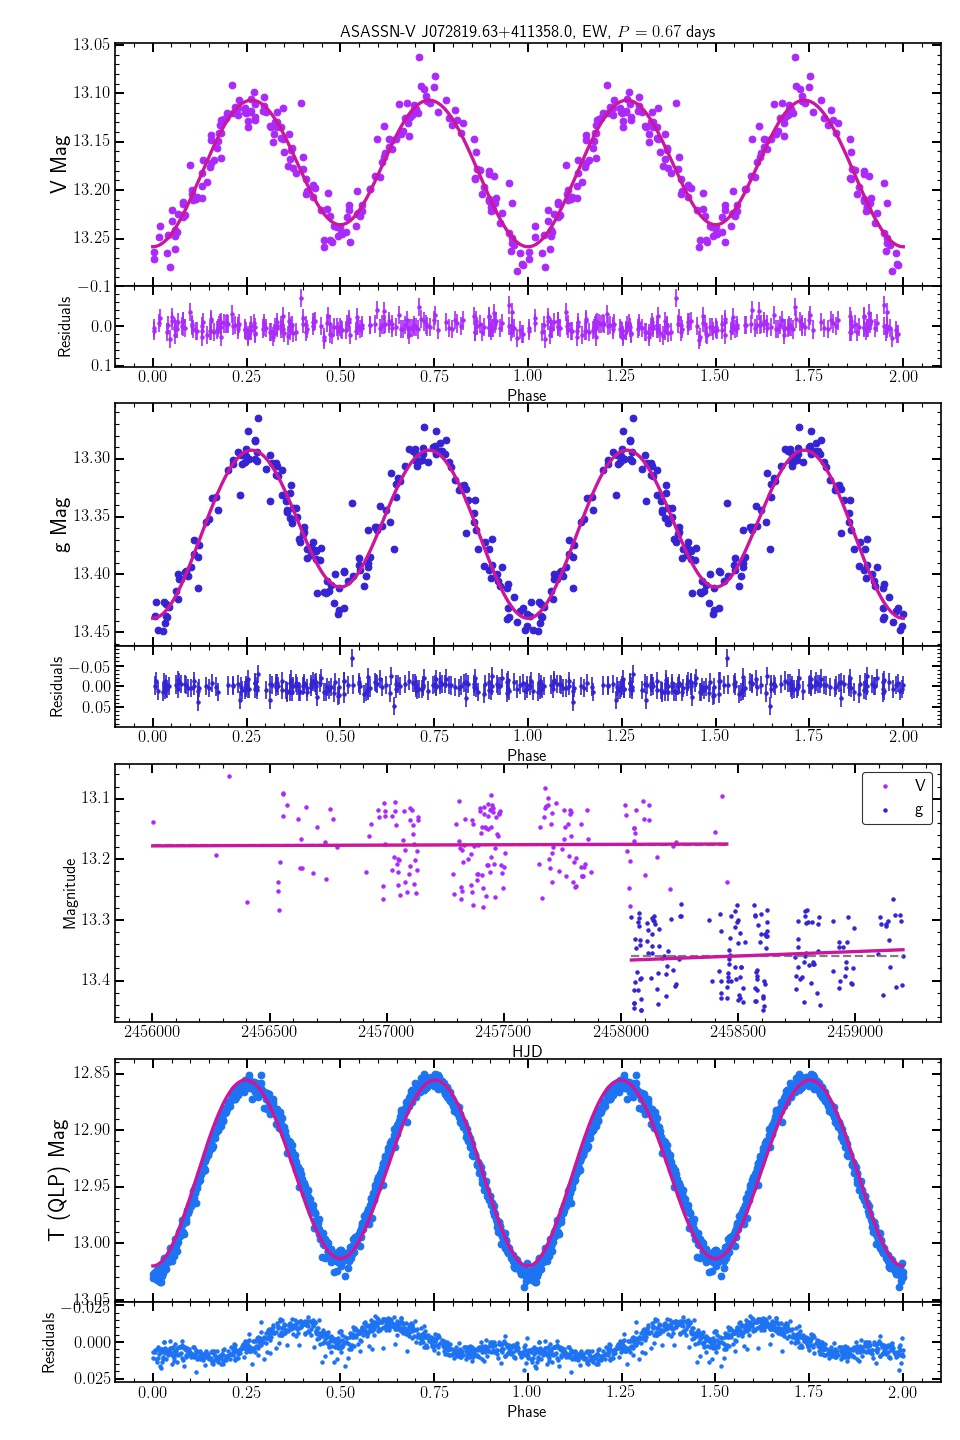 ASASSN-V J072819.63+411358.0, EW, P = 0.67 days
13.05
13.10
13.15
13.20
13.25
V Mag
−0.1
0.0
0.1
Residuals
0.00 0.25 0.50 0.75 1.00 1.25 1.50 1.75 2.00
Phase
13.30
13.35
13.40
13.45
g Mag
−0.05
0.00
0.05
Residuals
0.00 0.25 0.50 0.75 1.00 1.25 1.50 1.75 2.00
Phase
V
g
13.1
13.2
13.3
13.4
Magnitude
2456000 2456500 2457000 2457500 2458000 2458500 2459000
HJD
12.85
12.90
12.95
13.00
13.05
T (QLP) Mag
−0.025
0.000
0.025
Residuals
0.00 0.25 0.50 0.75 1.00 1.25 1.50 1.75 2.00
Phase